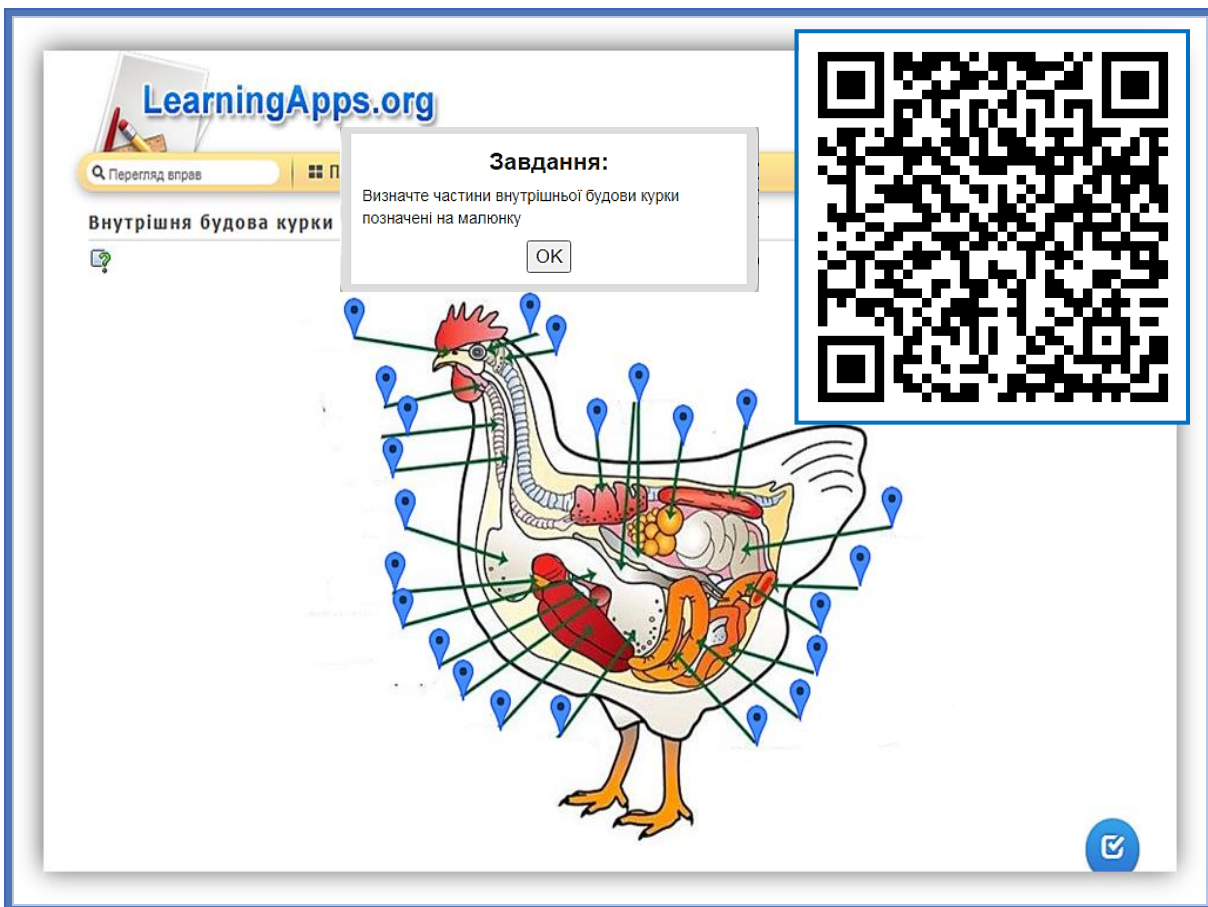 LearningApps.org
Перегляд вправ
П
Завдання:
Визначте частини внутрішньої будови курки
позначені на малюнку
OK
Внутрішня будова курки